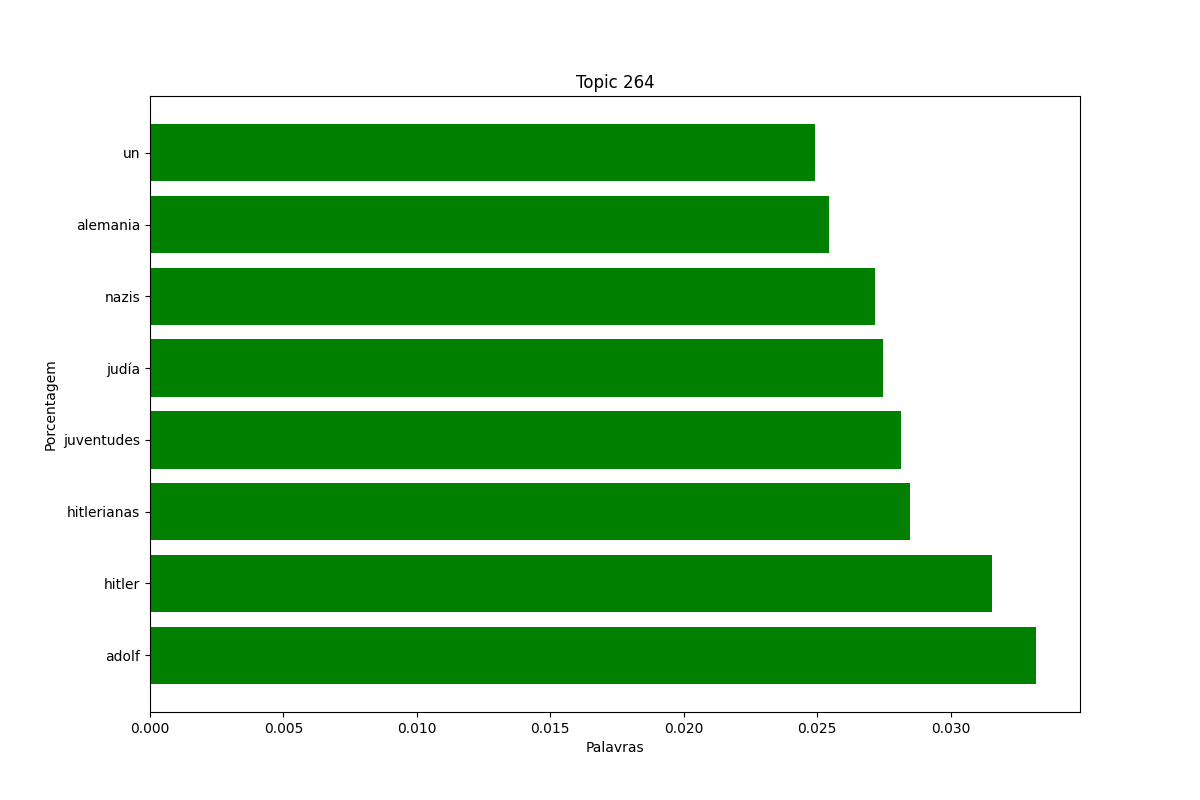 Topic 264
un
alemania
nazis
judía
juventudes
hitlerianas
hitler
adolf
Porcentagem
0.000 0.005 0.010 0.015 0.020 0.025 0.030
Palavras